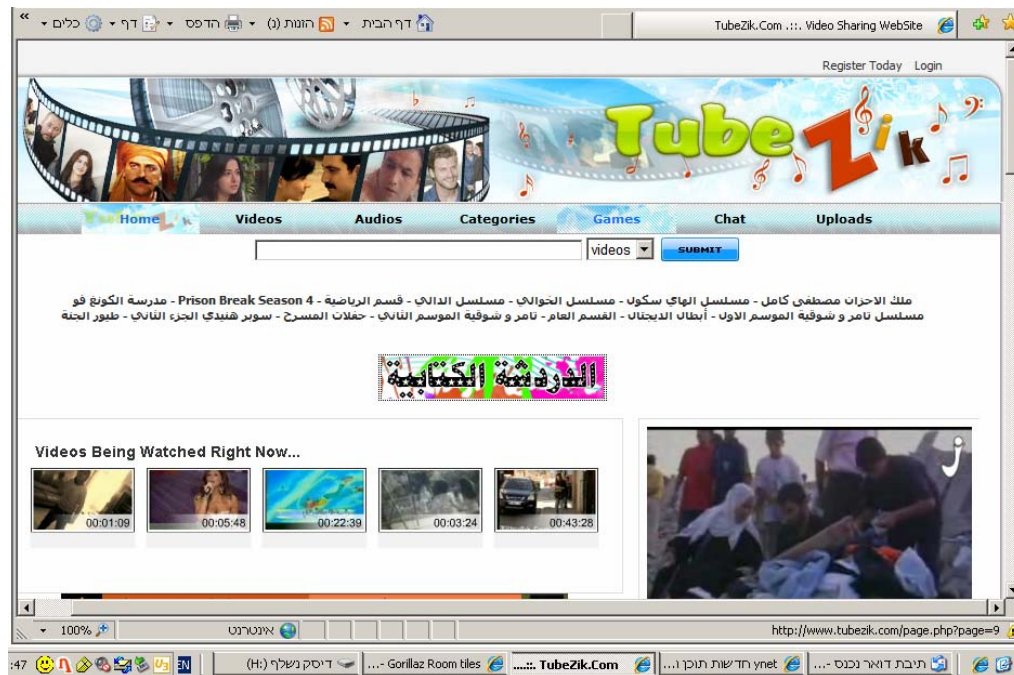 דף הבית הזנות (נ) הדפס דף כלים
TubeZik.Com .::. Video Sharing WebSite
Register Today Login
TubeZik
Home Videos Audios Categories Games Chat Uploads
videos SUBMIT
ملك الاحزان مصطفى كامل - مسلسل الهاي سكول - مسلسل الخوالي - مسلسل الدالي - قسم الرياضية - Prison Break Season 4 - مدرسة الكونغ فو
مسلسل تامر و شوقية الموسم الاول - أبطال الديجتال - القسم العام - تامر و شوقية الموسم الثاني - حفلات المسرح - سوبر هنيدي الجزء الثاني - طيور الجنة
الدردشة الكتابية
Videos Being Watched Right Now...
00:01:09 00:05:48 00:22:39 00:03:24 00:43:28
100% אינטרנט http://www.tubezik.com/page.php?page=9
:47 EN דיסק נשלף (H:) ...- Gorillaz Room tiles ....::. TubeZik.Com ynet חדשות תוכן ו... תיבת דואר נכנס -...